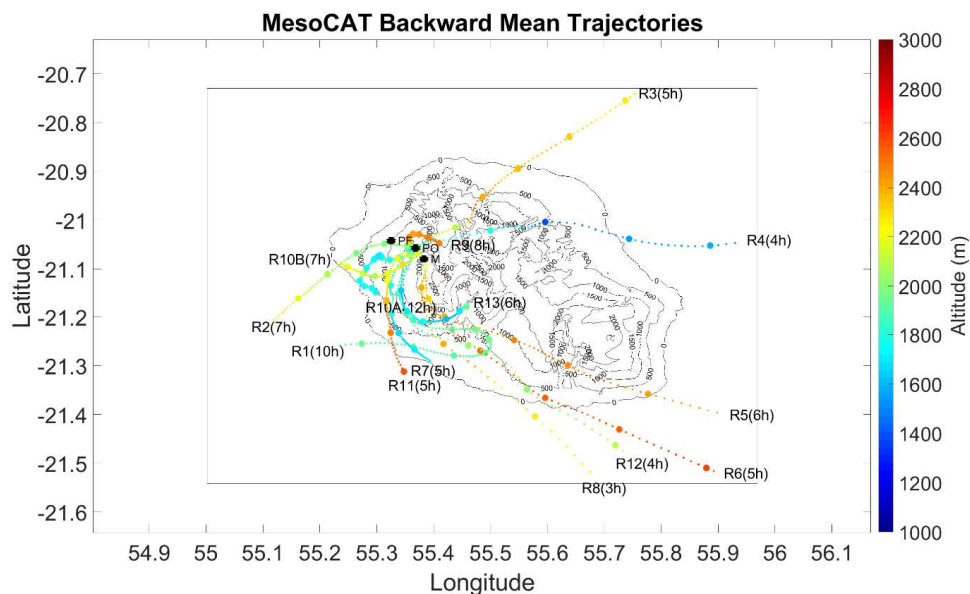 MesoCAT Backward Mean Trajectories
-20.7
-20.8
-20.9
-21
-21.1
-21.2
-21.3
-21.4
-21.5
-21.6
Latitude
54.9 55 55.1 55.2 55.3 55.4 55.5 55.6 55.7 55.8 55.9 56 56.1
Longitude
R3(5h)
R4(4h)
PF
PO
M
R9(8h)
R10B(7h)
R10A(12h)
R13(6h)
R2(7h)
R1(10h)
R7(5h)
R11(5h)
R5(6h)
R12(4h)
R6(5h)
R8(3h)
3000
2800
2600
2400
2200
2000
1800
1600
1400
1200
1000
Altitude (m)